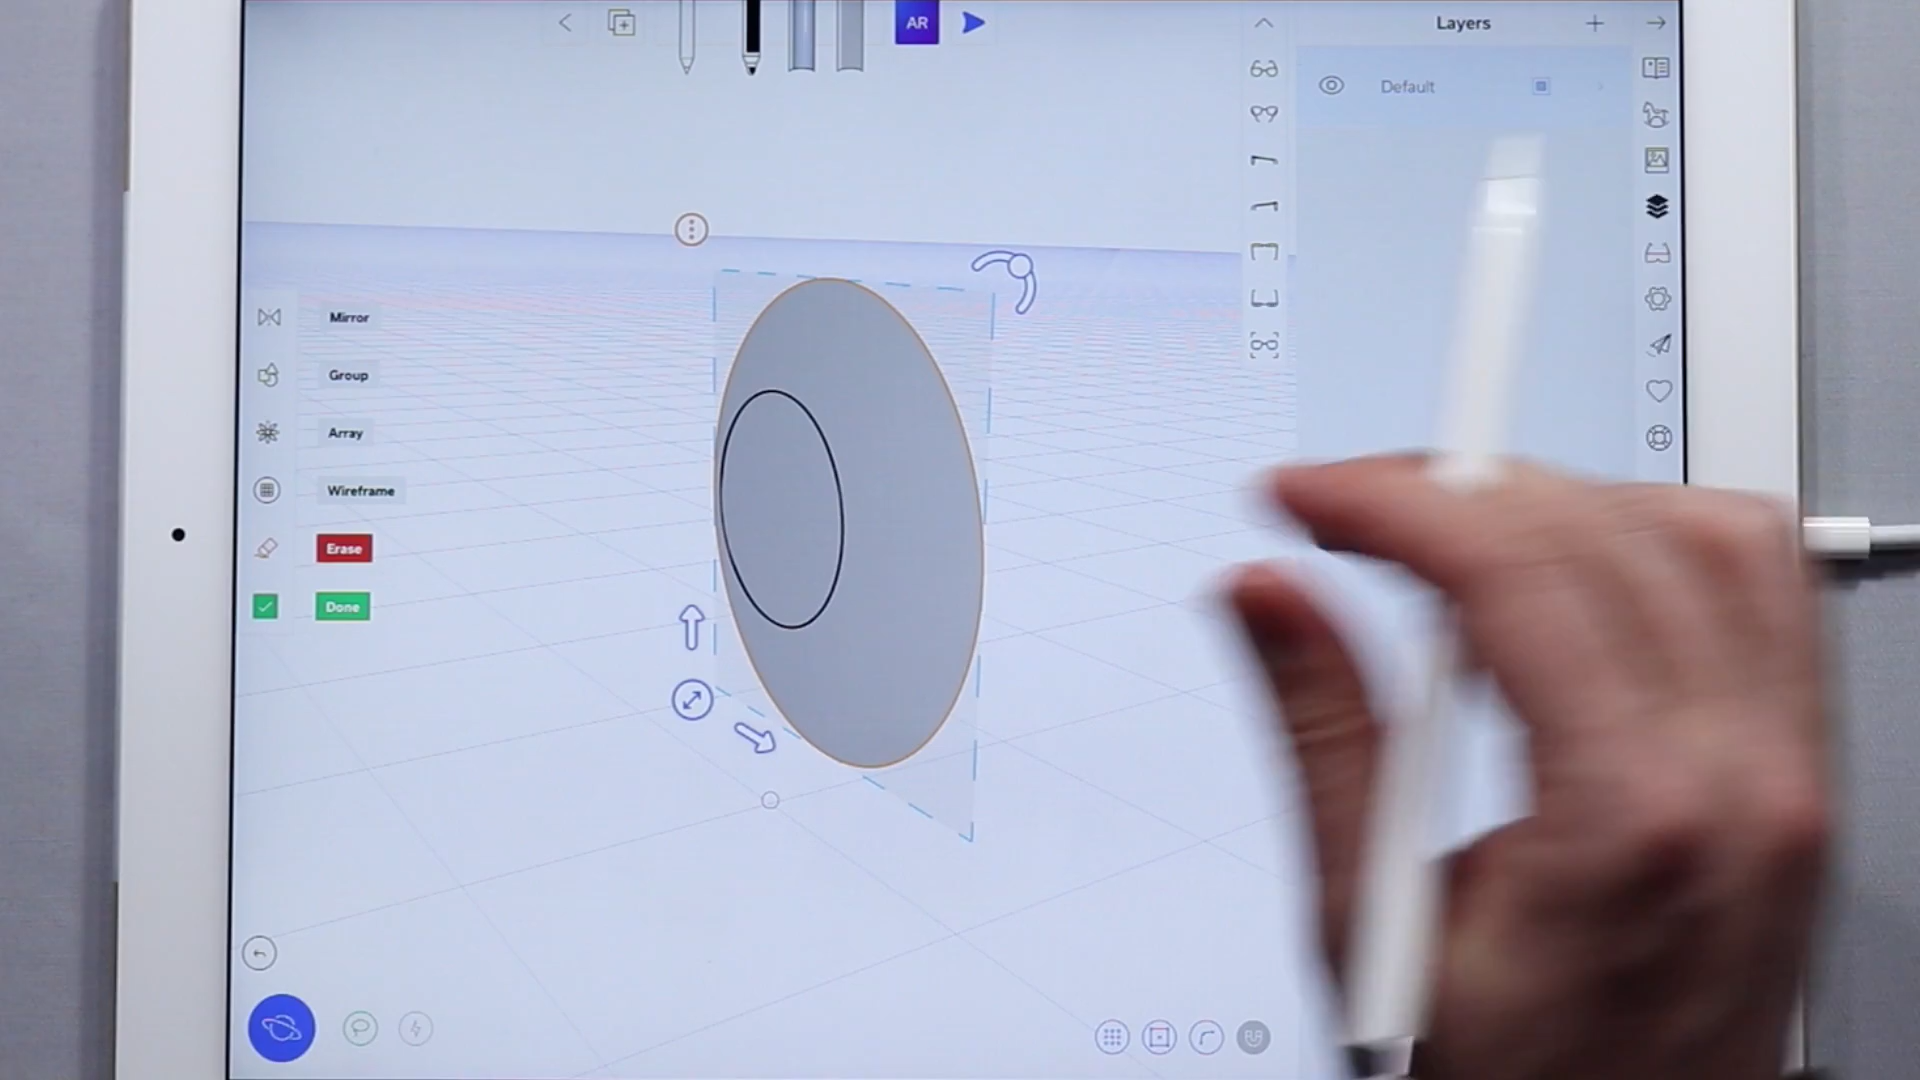 AR
Layers
Default
Mirror
Group
Array
Wireframe
Erase
Done